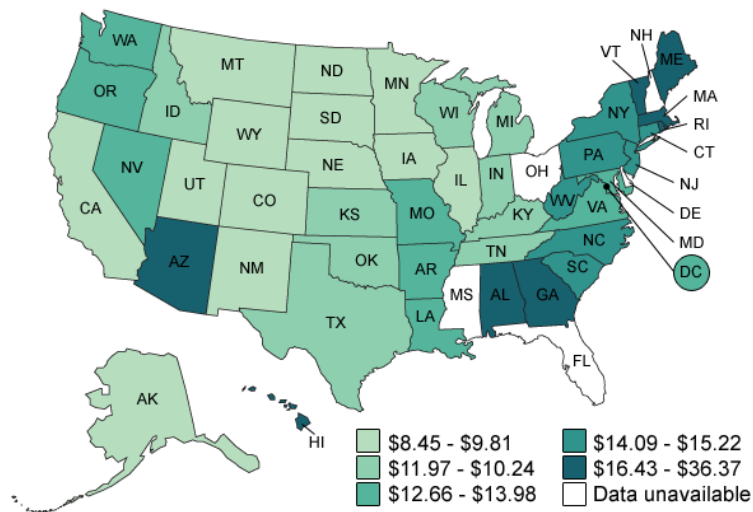 NH
WA
VT
ME
MT
ND
MN
OR
MA
ID
WI
NY
SD
MI
RI
WY
CT
PA
IA
NE
NJ
NV
OH
IL
IN
UT
CO
WV
DE
VA
CA
KS
MO
KY
MD
NC
TN
DC
AZ
OK
NM
AR
SC
MS
AL
GA
TX
LA
FL
AK
HI
$8.45 - $9.81
$14.09 - $15.22
$11.97 - $10.24
$16.43 - $36.37
$12.66 - $13.98
Data unavailable